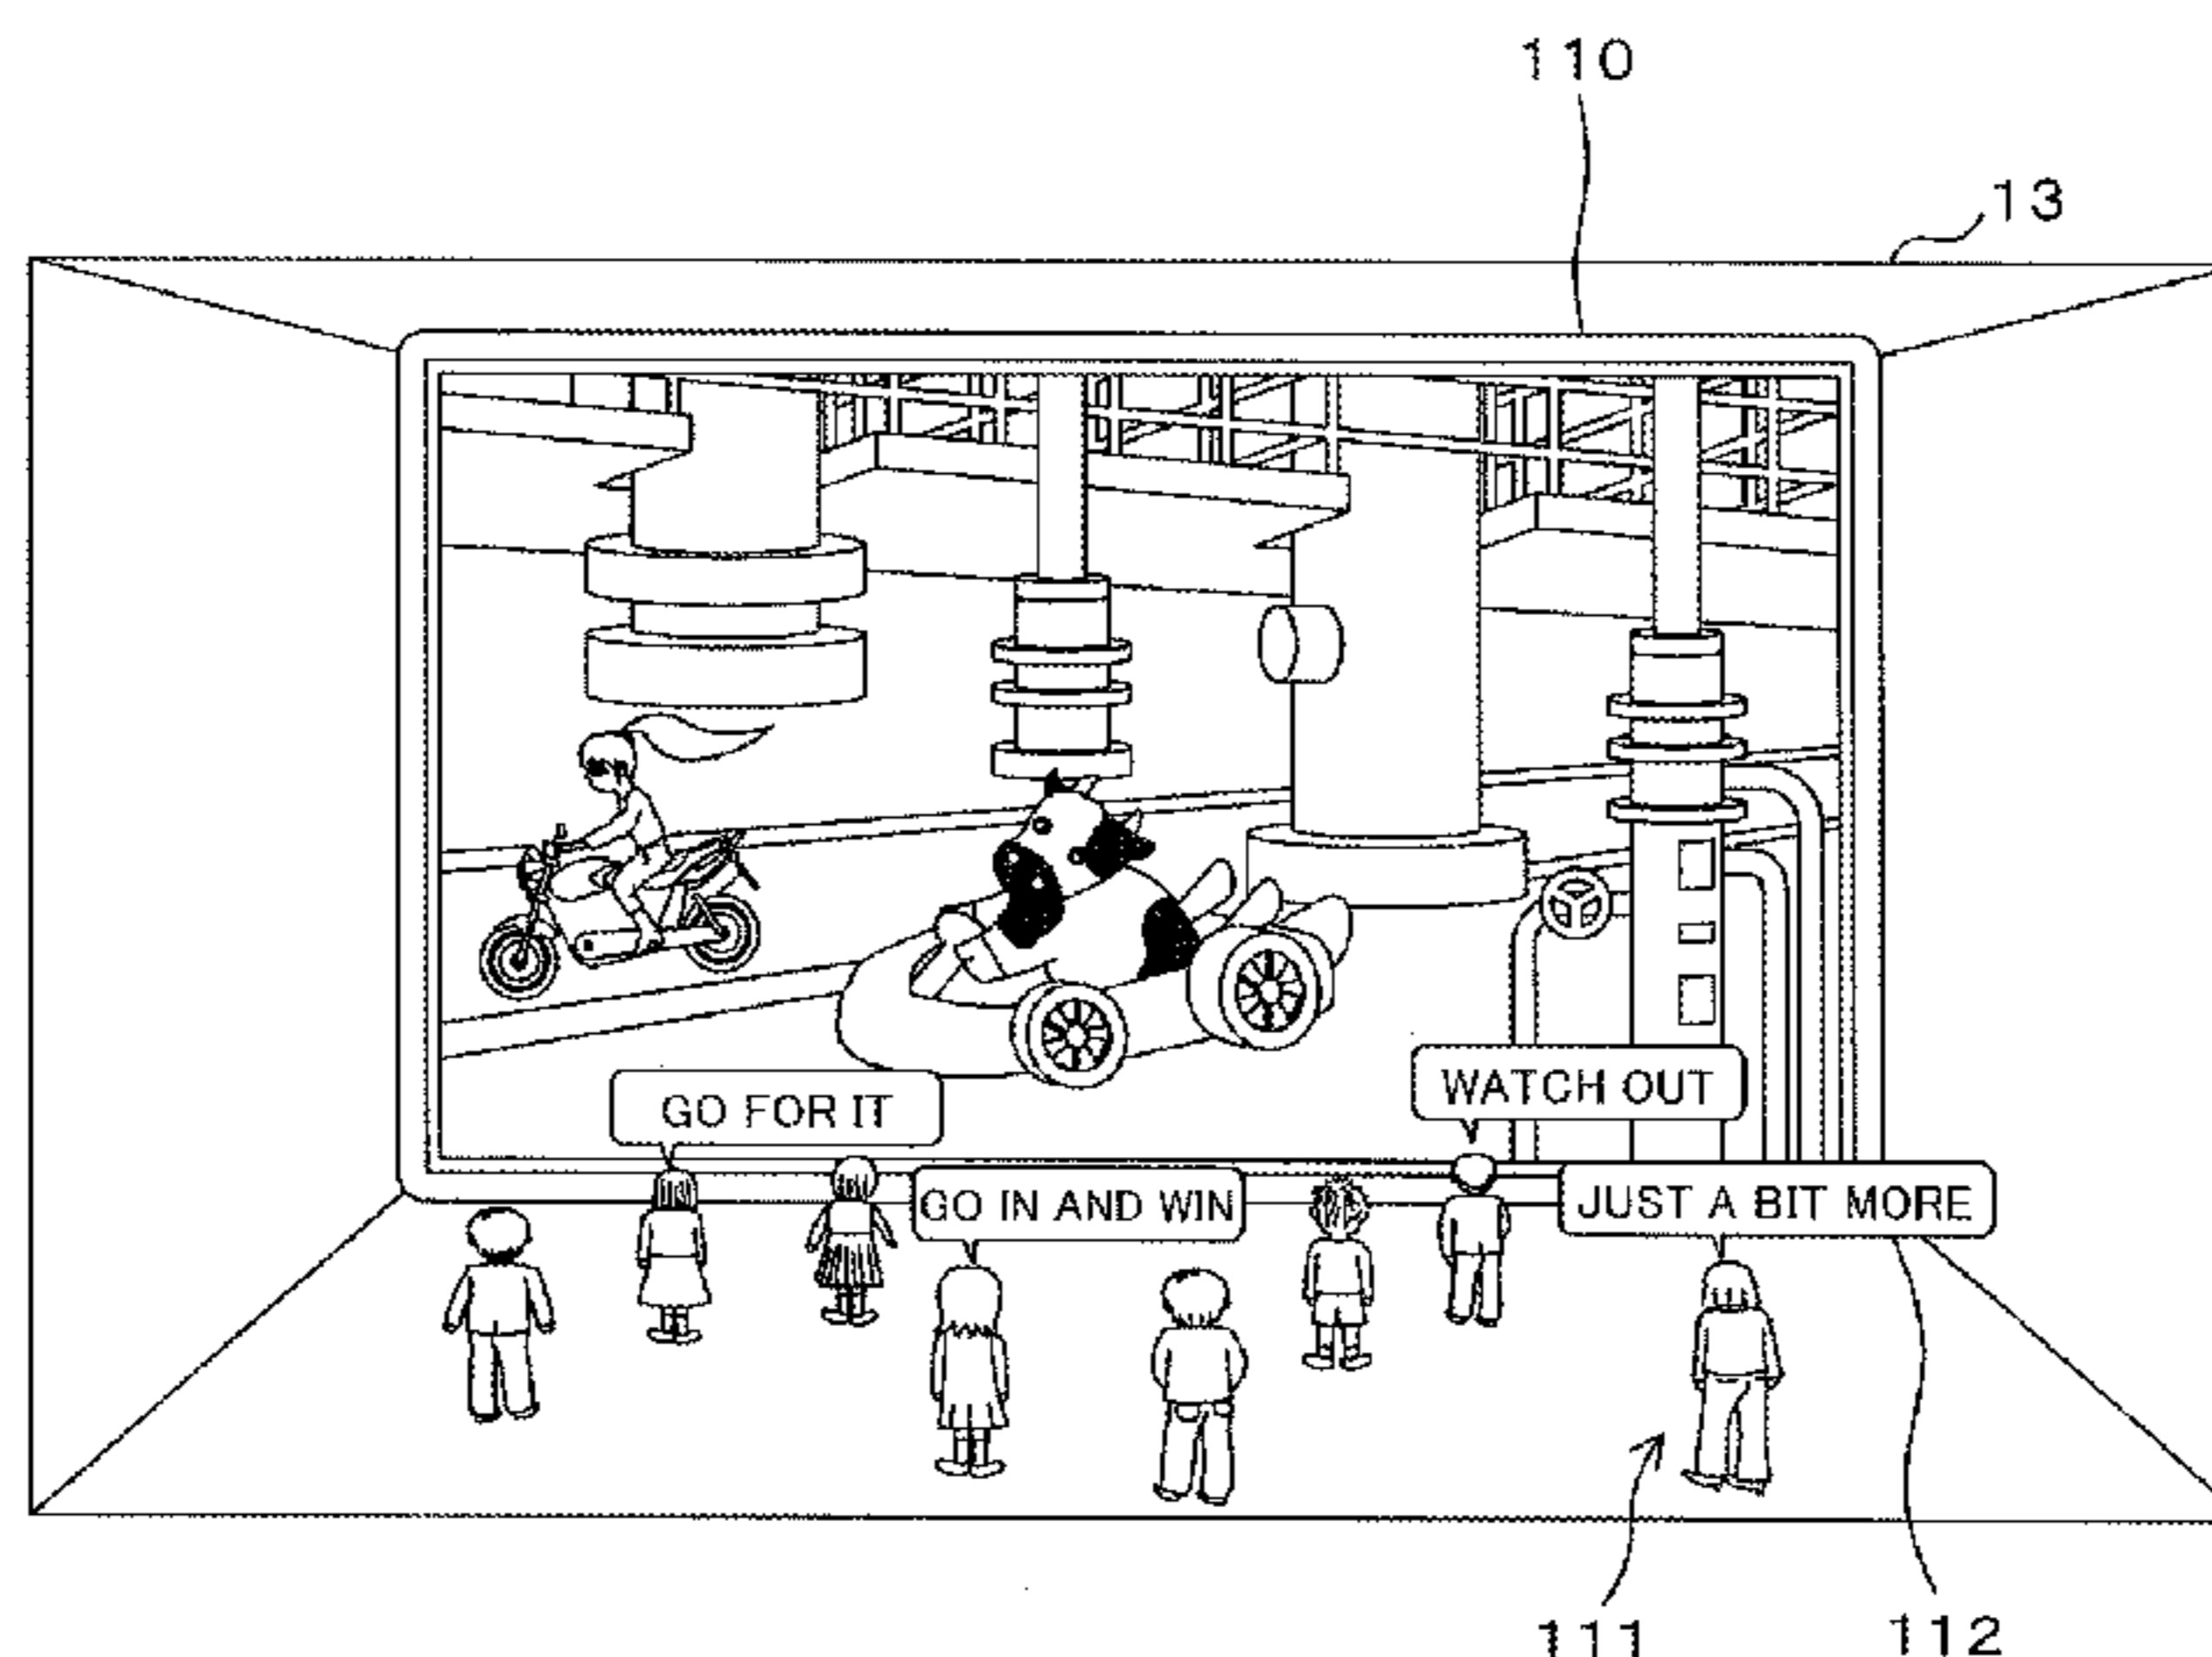 110
13
GO FOR IT
WATCH OUT
GO IN AND WIN
JUST A BIT MORE
111
112